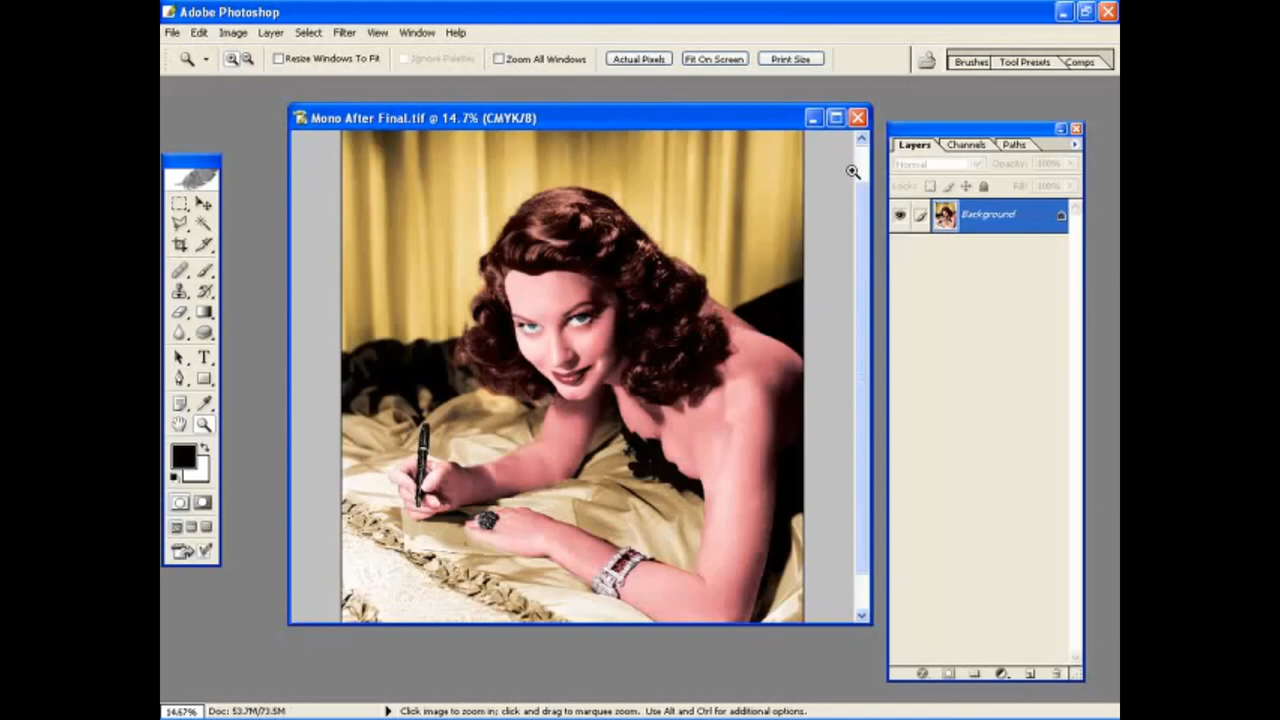 Adobe Photoshop
File Edit Image Layer Select Filter View Window Help
Resize Windows To Fit Ignore Palettes Zoom All Windows Actual Pixels Fit On Screen Print Size Brushes Tool Presets Comps
Mono After Final.tif @ 14.7% (CMYK/8)
Layers Channels Paths
Normal Opacity: 100%
Lock: Fill: 100%
Background
T
14.67% Doc: 53.7M/73.5M Click image to zoom in; click and drag to marquee zoom. Use Alt and Ctrl for additional options.